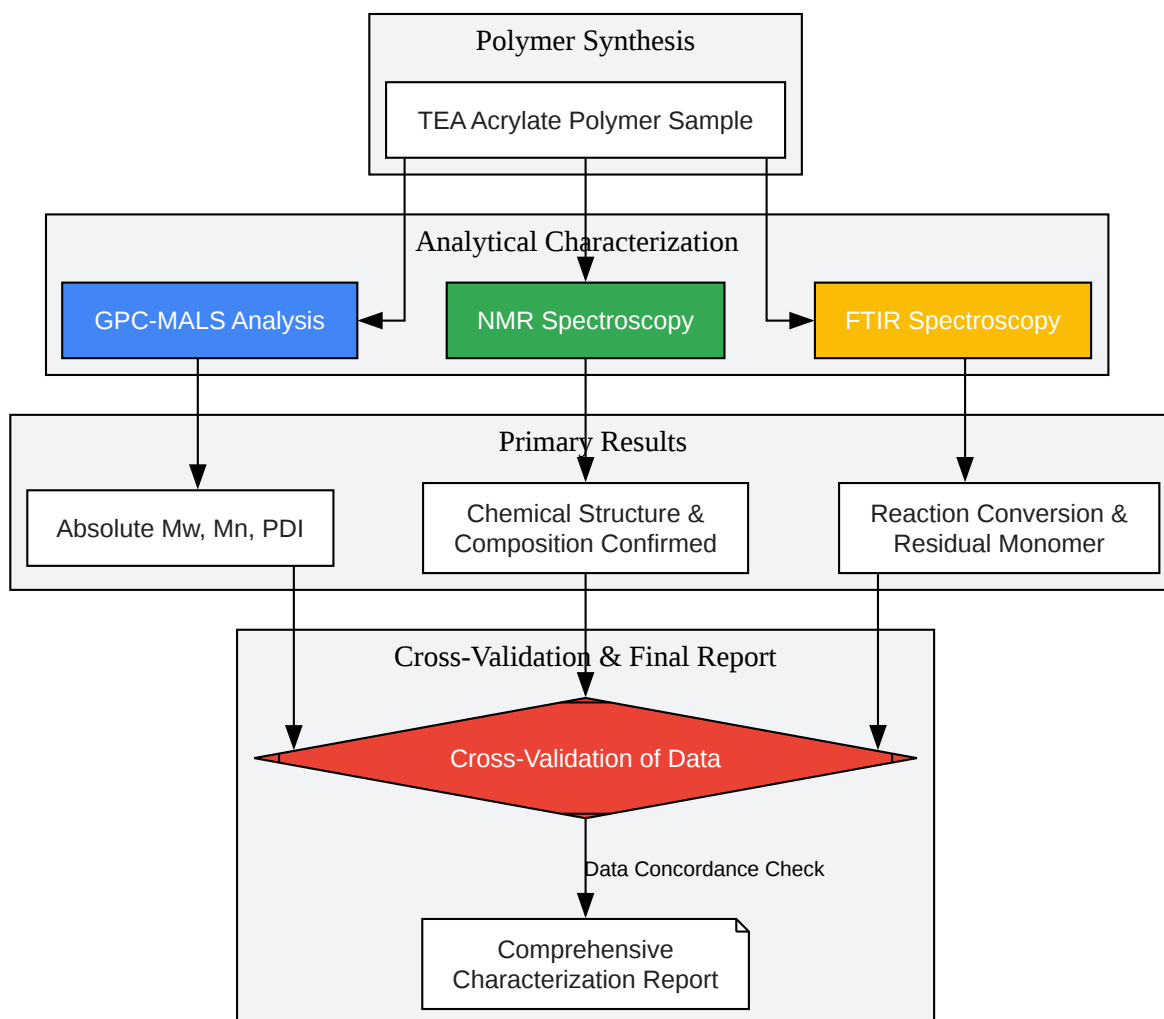 Polymer Synthesis
TEA Acrylate Polymer Sample
Analytical Characterization
GPC-MALS Analysis
NMR Spectroscopy
FTIR Spectroscopy
Primary Results
Absolute Mw, Mn, PDI
Chemical Structure &
Composition Confirmed
Reaction Conversion &
Residual Monomer
Cross-Validation & Final Report
Cross-Validation of Data
Data Concordance Check
Comprehensive
Characterization Report